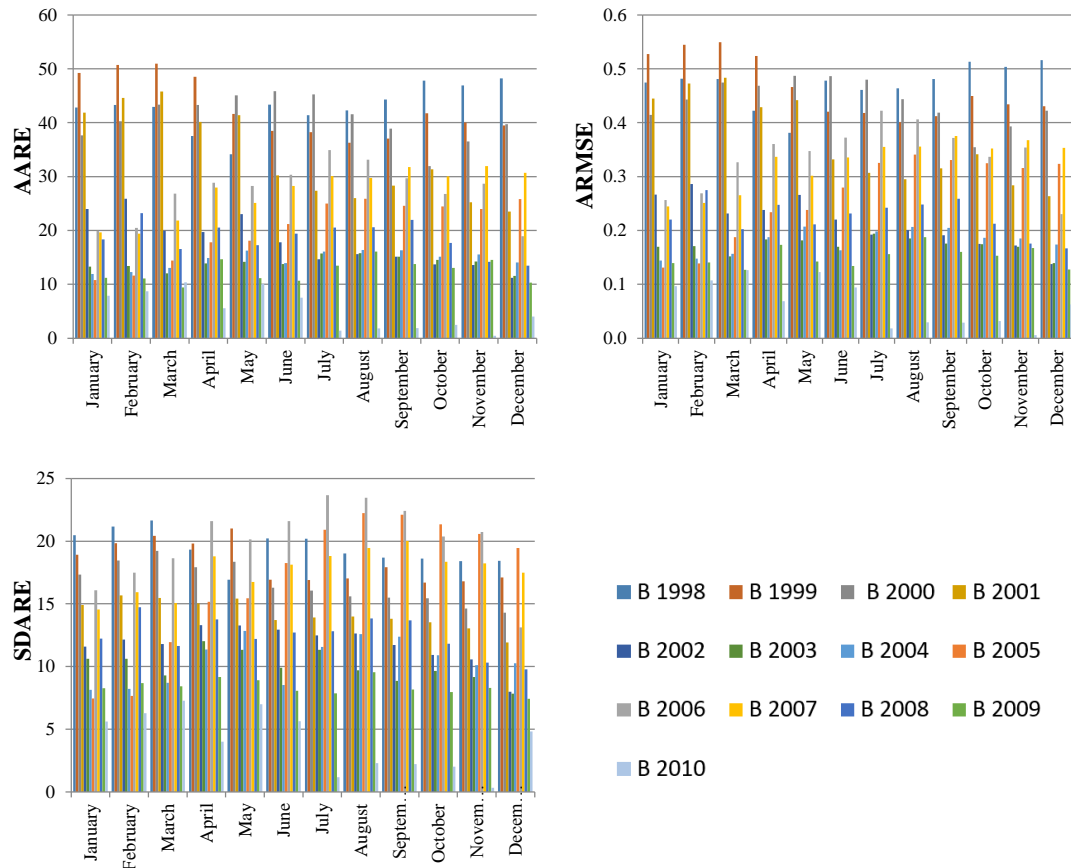 60
50
40
30
20
10
0
AARE
January
February
March
April
May
June
July
August
September
October
November
December
0.6
0.5
0.4
0.3
0.2
0.1
0.0
ARMSE
January
February
March
April
May
June
July
August
September
October
November
December
25
20
15
10
5
0
SDARE
January
February
March
April
May
June
July
August
Septem…
October
Novem…
Decem…
B 1998 B 1999 B 2000 B 2001
B 2002 B 2003 B 2004 B 2005
B 2006 B 2007 B 2008 B 2009
B 2010